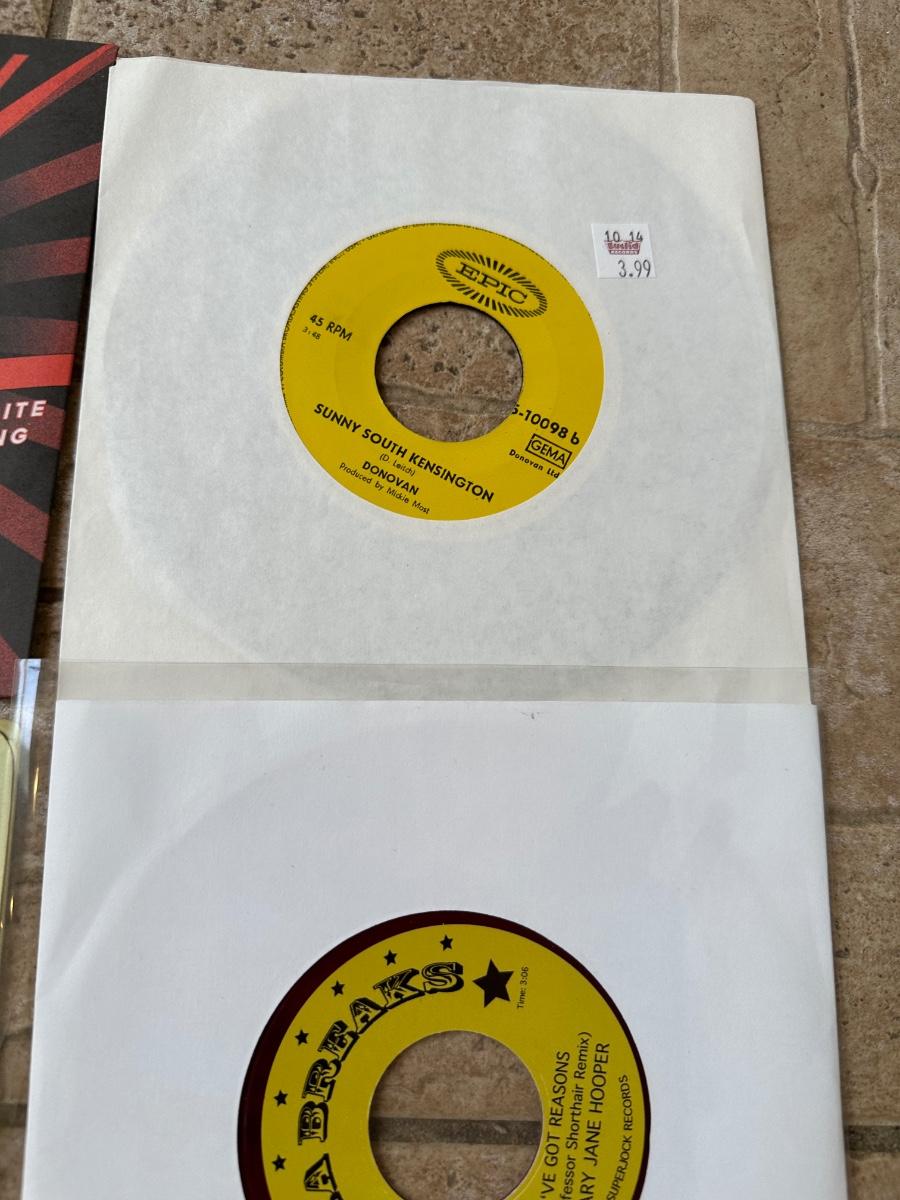 ITE
NG
10 14
Euclid
RECORDS
3.99
EPIC
45 RPM
3:48
5-10098 b
GEMA
Donovan Ltd
SUNNY SOUTH KENSINGTON
(D. Leitch)
DONOVAN
Produced by Mickie Most
A BREAKS
Time: 3:06
'VE GOT REASONS
fessor Shorthair Remix)
ARY JANE HOOPER
SUPERJOCK RECORDS